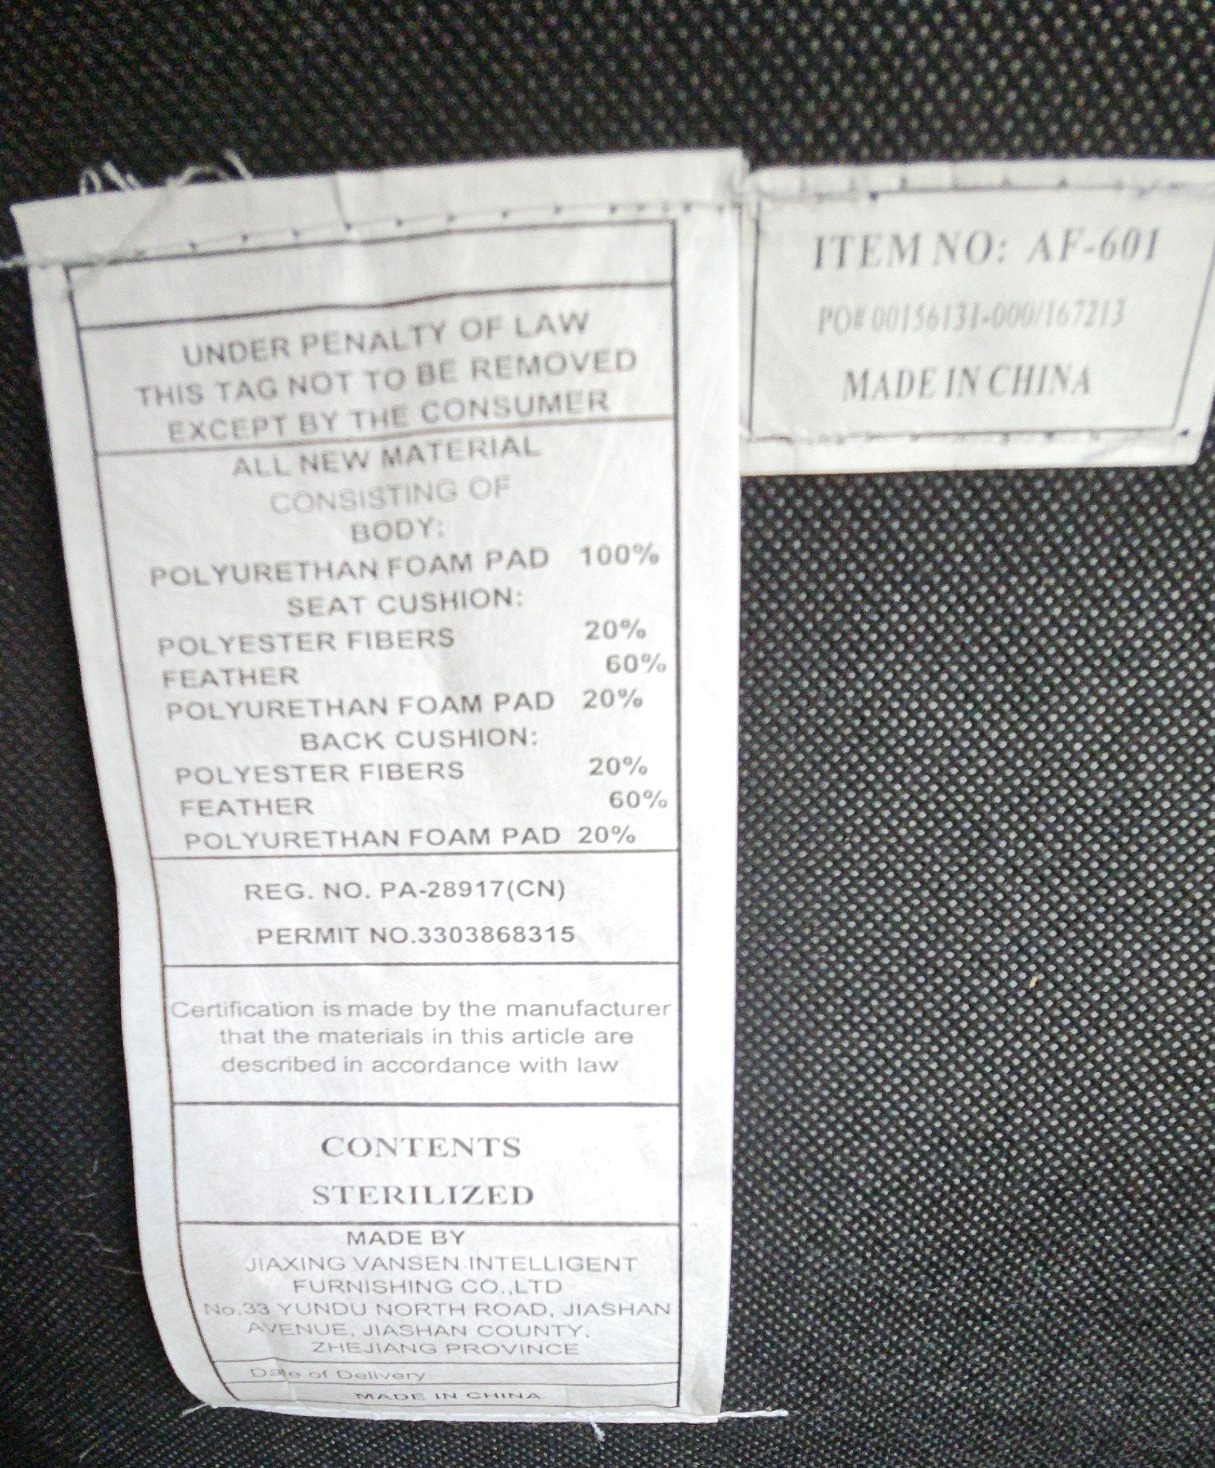 UNDER PENALTY OF LAW
THIS TAG NOT TO BE REMOVED
EXCEPT BY THE CONSUMER
ALL NEW MATERIAL
CONSISTING OF
BODY:
POLYURETHAN FOAM PAD 100%
SEAT CUSHION:
POLYESTER FIBERS 20%
FEATHER 60%
POLYURETHAN FOAM PAD 20%
BACK CUSHION:
POLYESTER FIBERS 20%
FEATHER 60%
POLYURETHAN FOAM PAD 20%
REG. NO. PA-28917(CN)
PERMIT NO.3303868315
Certification is made by the manufacturer
that the materials in this article are
described in accordance with law
CONTENTS
STERILIZED
MADE BY
JIAXING VANSEN INTELLIGENT
FURNISHING CO.,LTD
No.33 YUNDU NORTH ROAD, JIASHAN
AVENUE, JIASHAN COUNTY,
ZHEJIANG PROVINCE
Date of Delivery
MADE IN CHINA
ITEM NO: AF-601
PO# 00156131-000/167213
MADE IN CHINA